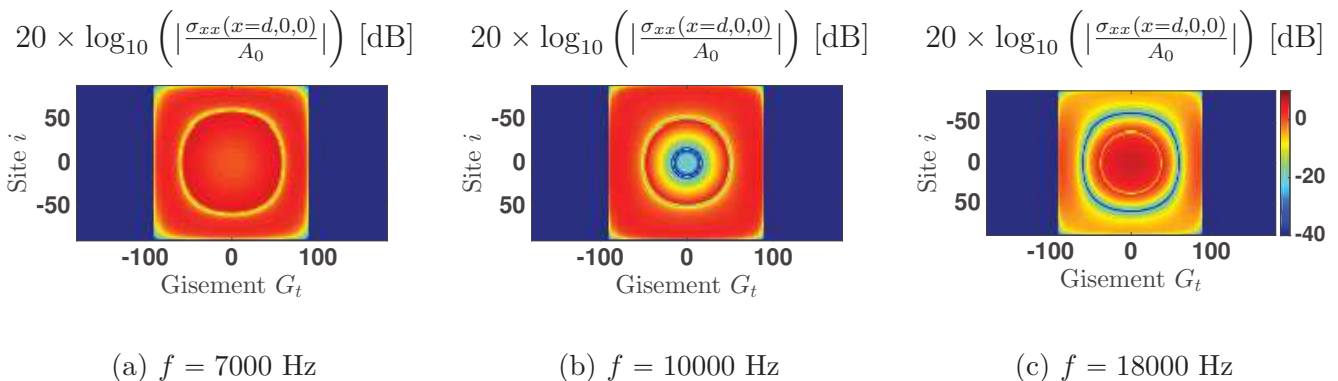 20 × log₁₀ (|σₓₓ(x=d,0,0)/A₀|) [dB]
20 × log₁₀ (|σₓₓ(x=d,0,0)/A₀|) [dB]
20 × log₁₀ (|σₓₓ(x=d,0,0)/A₀|) [dB]
Site i
50
0
-50
-100 0 100
Gisement Gₜ
Site i
-50
0
50
-100 0 100
Gisement Gₜ
Site i
-50
0
50
-100 0 100
Gisement Gₜ
0
-20
-40
(a) f = 7000 Hz
(b) f = 10000 Hz
(c) f = 18000 Hz